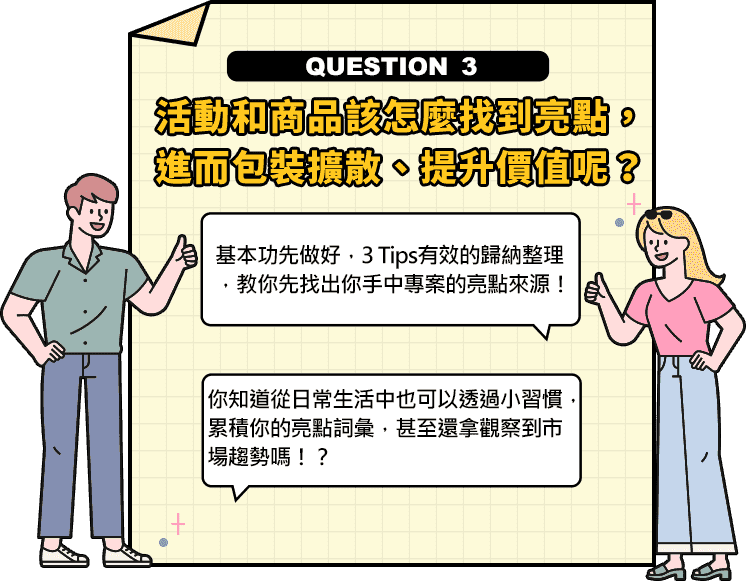 QUESTION 3
活動和商品該怎麼找到亮點，
進而包裝擴散、提升價值呢？
基本功先做好，3 Tips有效的歸納整理
，教你先找出你手中專案的亮點來源！
你知道從日常生活中也可以透過小習慣，
累積你的亮點詞彙，甚至還拿觀察到市
場趨勢嗎！？